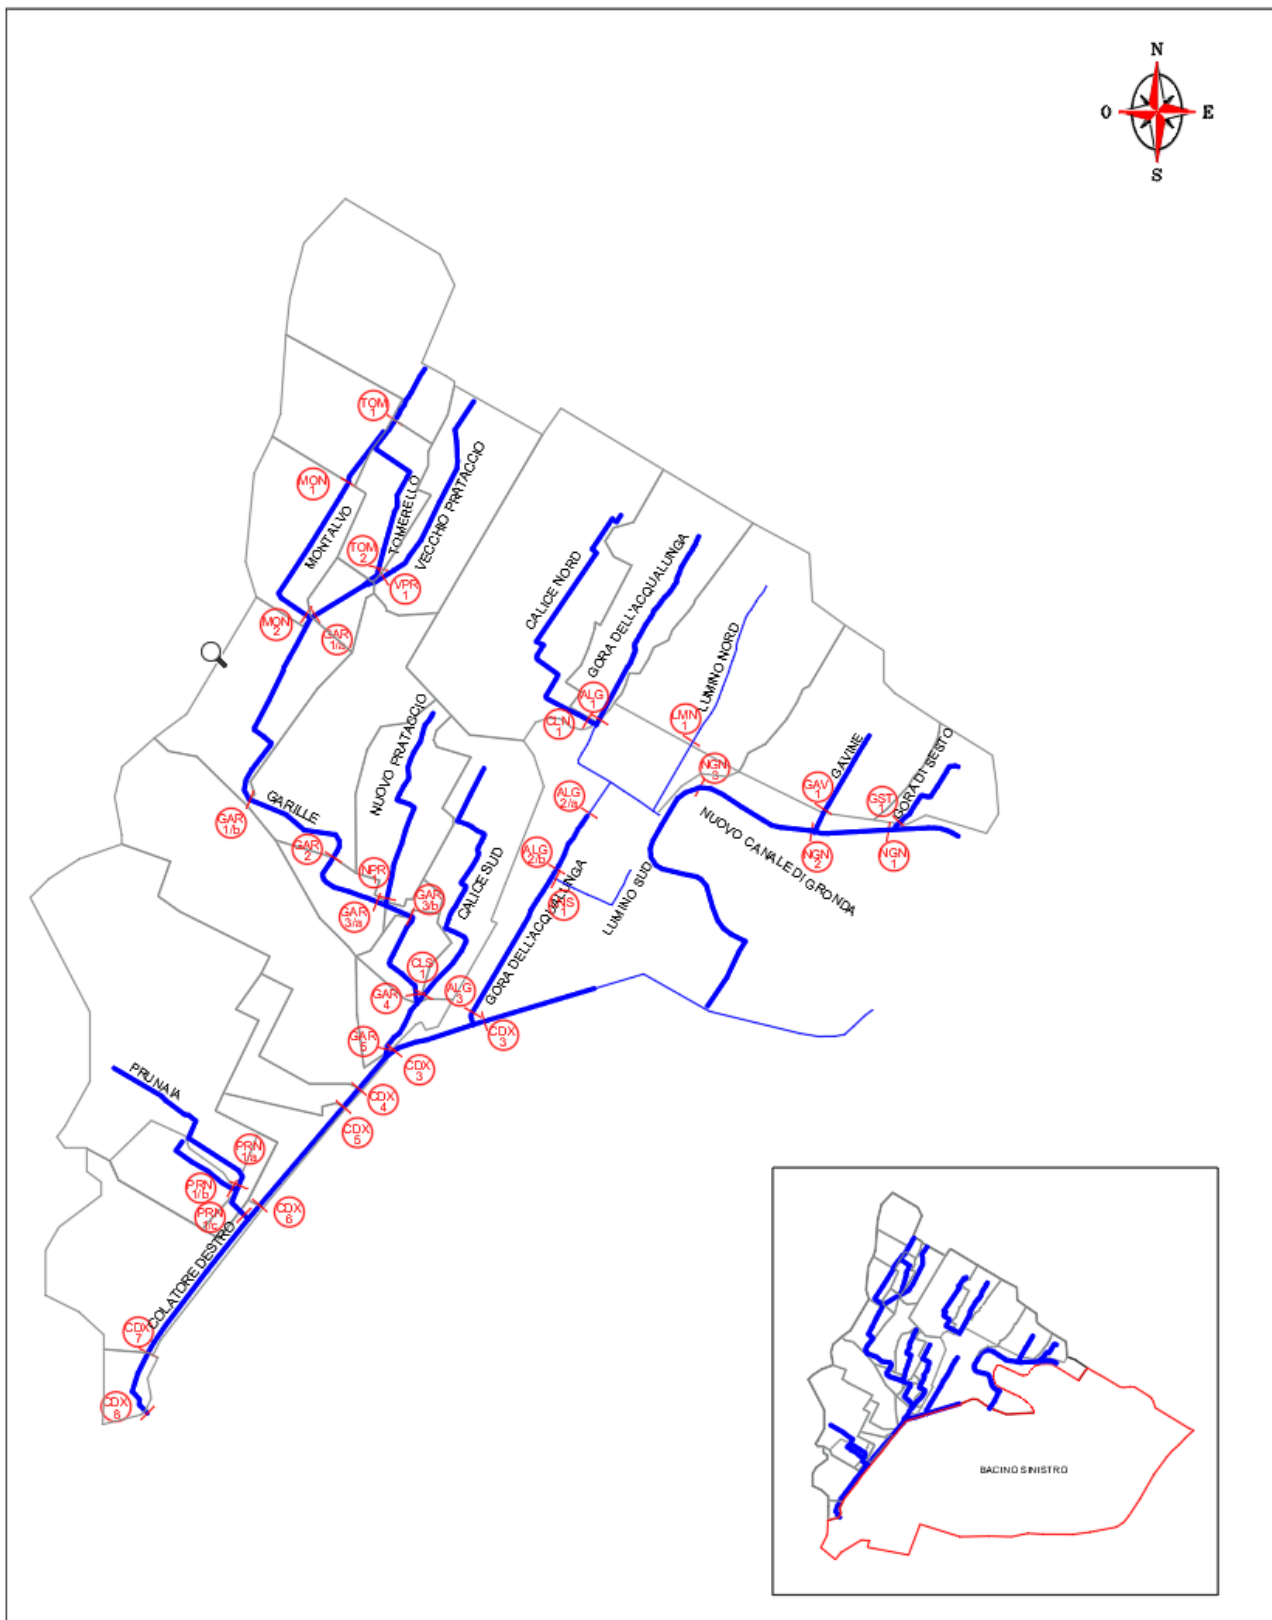 N
O
E
S
TOM
1
MON
1
MONTALVO
TOMERELLO
VECCHIO PRATACCIO
TOM
2
VPR
1
MON
2
GAR
1/a
CALICE NORD
GORA DELL'ACQUALUNGA
LUMINO NORD
ALG
1
CLN
1
LMN
1
NGN
3
NUOVO PRATACCIO
GAVINE
GORA DI SESTO
GAV
1
GST
1
ALG
2/a
GARILLE
GAR
1/b
NUOVO CANALE DI GRONDA
NGN
2
NGN
1
GAR
2
ALG
2/b
NPR
1
CALICE SUD
GAR
3/b
GAR
3/a
1
LUMINO SUD
GORA DELL'ACQUALUNGA
CLS
1
GAR
4
ALG
3
CDX
3
GAR
5
CDX
3
PRUNAIA
CDX
4
CDX
5
PRN
1/a
PRN
1/b
PRN
1/c
CDX
6
COLATORE DESTRO
CDX
7
CDX
8
BACINO SINISTRO